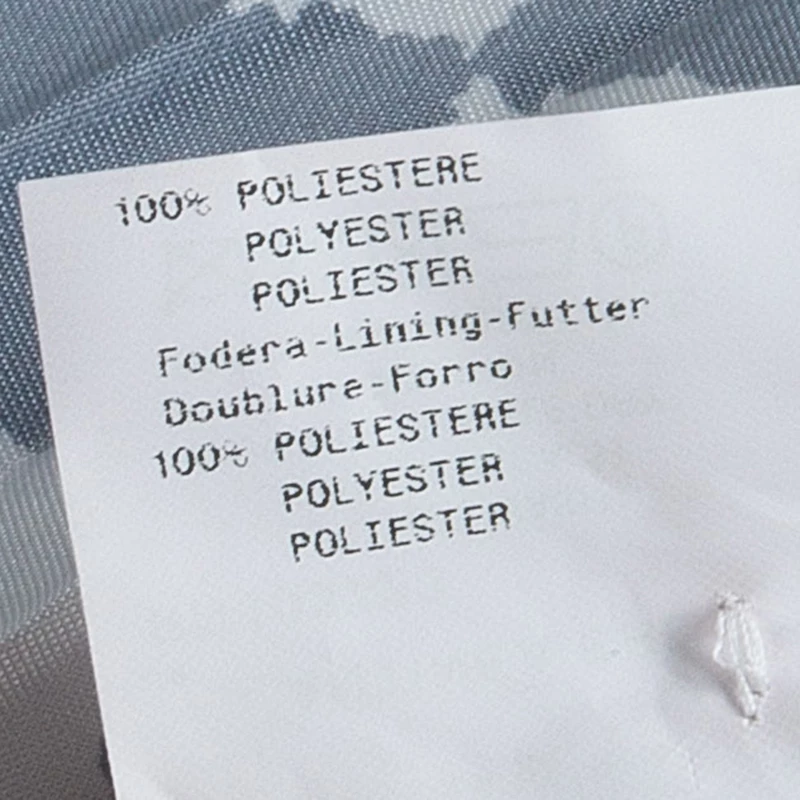 100% POLIESTERE
POLYESTER
POLIESTER
Fodera-Lining-Futter
Doublure-Forro
100% POLIESTERE
POLYESTER
POLIESTER